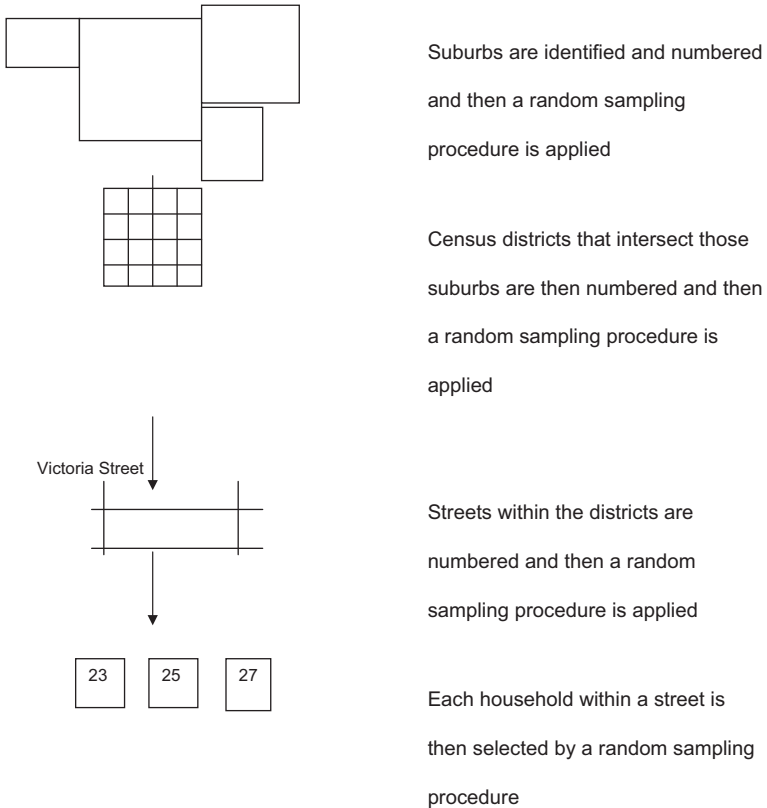 Suburbs are identified and numbered
and then a random sampling
procedure is applied
Census districts that intersect those
suburbs are then numbered and then
a random sampling procedure is
applied
Victoria Street
Streets within the districts are
numbered and then a random
sampling procedure is applied
23 25 27
Each household within a street is
then selected by a random sampling
procedure